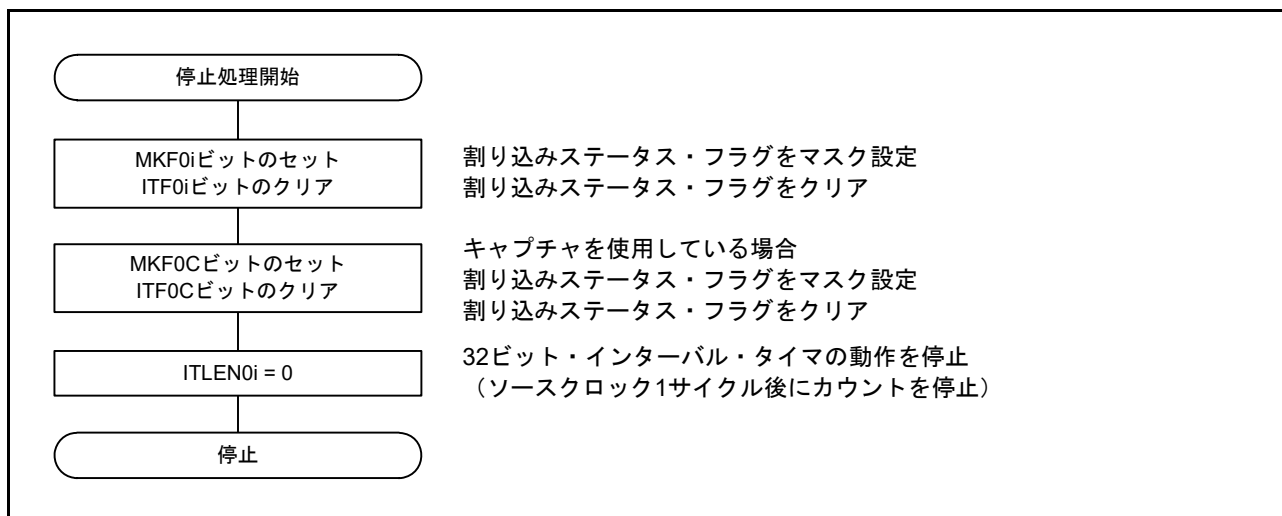 停止処理開始
MKF0iビットのセット
ITF0iビットのクリア
割り込みステータス・フラグをマスク設定
割り込みステータス・フラグをクリア
MKF0Cビットのセット
ITF0Cビットのクリア
キャプチャを使用している場合
割り込みステータス・フラグをマスク設定
割り込みステータス・フラグをクリア
ITLEN0i = 0
32ビット・インターバル・タイマの動作を停止
（ソースクロック1サイクル後にカウントを停止）
停止